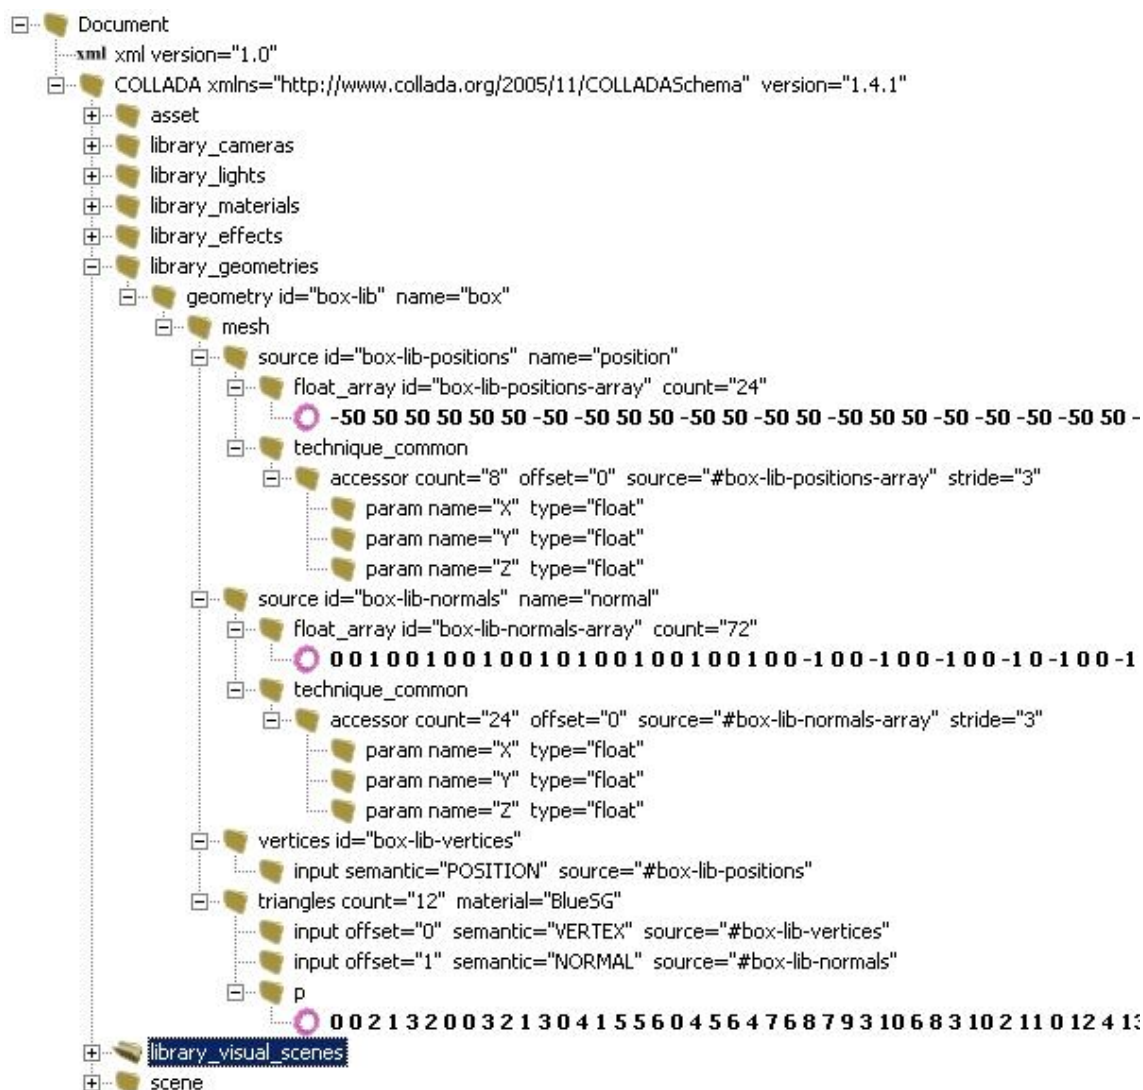 Document
xml xml version="1.0"
COLLADA xmlns="http://www.collada.org/2005/11/COLLADASchema" version="1.4.1"
asset
library_cameras
library_lights
library_materials
library_effects
library_geometries
geometry id="box-lib" name="box"
mesh
source id="box-lib-positions" name="position"
float_array id="box-lib-positions-array" count="24"
-50 50 50 50 50 50 -50 -50 50 50 -50 50 -50 50 -50 50 50 -50 -50 -50 -50 50 -
technique_common
accessor count="8" offset="0" source="#box-lib-positions-array" stride="3"
param name="X" type="float"
param name="Y" type="float"
param name="Z" type="float"
source id="box-lib-normals" name="normal"
float_array id="box-lib-normals-array" count="72"
0 0 1 0 0 1 0 0 1 0 0 1 0 1 0 0 1 0 0 1 0 0 1 0 0 -1 0 0 -1 0 0 -1 0 0 -1 0 -1 0 0 -1
technique_common
accessor count="24" offset="0" source="#box-lib-normals-array" stride="3"
param name="X" type="float"
param name="Y" type="float"
param name="Z" type="float"
vertices id="box-lib-vertices"
input semantic="POSITION" source="#box-lib-positions"
triangles count="12" material="BlueSG"
input offset="0" semantic="VERTEX" source="#box-lib-vertices"
input offset="1" semantic="NORMAL" source="#box-lib-normals"
p
0 0 2 1 3 2 0 0 3 2 1 3 0 4 1 5 5 6 0 4 5 6 4 7 6 8 7 9 3 10 6 8 3 10 2 11 0 12 4 13
library_visual_scenes
scene